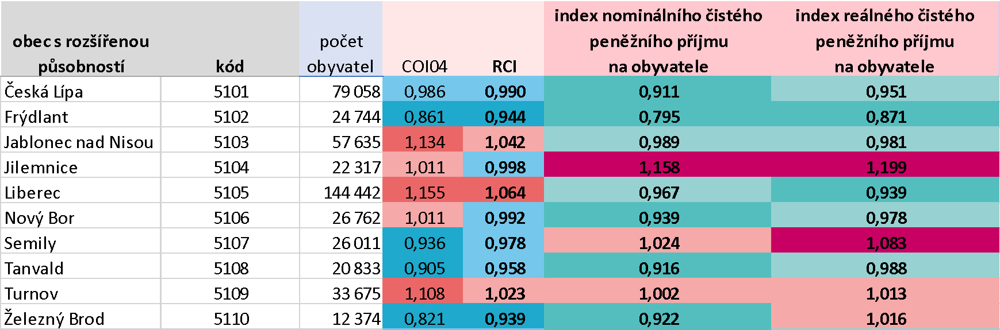 obec s rozšířenou působností kód počet obyvatel COI04 RCI index nominálního čistého peněžního příjmu na obyvatele index reálného čistého peněžního příjmu na obyvatele
Česká Lípa 5101 79 058 0,986 0,990 0,911 0,951
Frýdlant 5102 24 744 0,861 0,944 0,795 0,871
Jablonec nad Nisou 5103 57 635 1,134 1,042 0,989 0,981
Jilemnice 5104 22 317 1,011 0,998 1,158 1,199
Liberec 5105 144 442 1,155 1,064 0,967 0,939
Nový Bor 5106 26 762 1,011 0,992 0,939 0,978
Semily 5107 26 011 0,936 0,978 1,024 1,083
Tanvald 5108 20 833 0,905 0,958 0,916 0,988
Turnov 5109 33 675 1,108 1,023 1,002 1,013
Železný Brod 5110 12 374 0,821 0,939 0,922 1,016